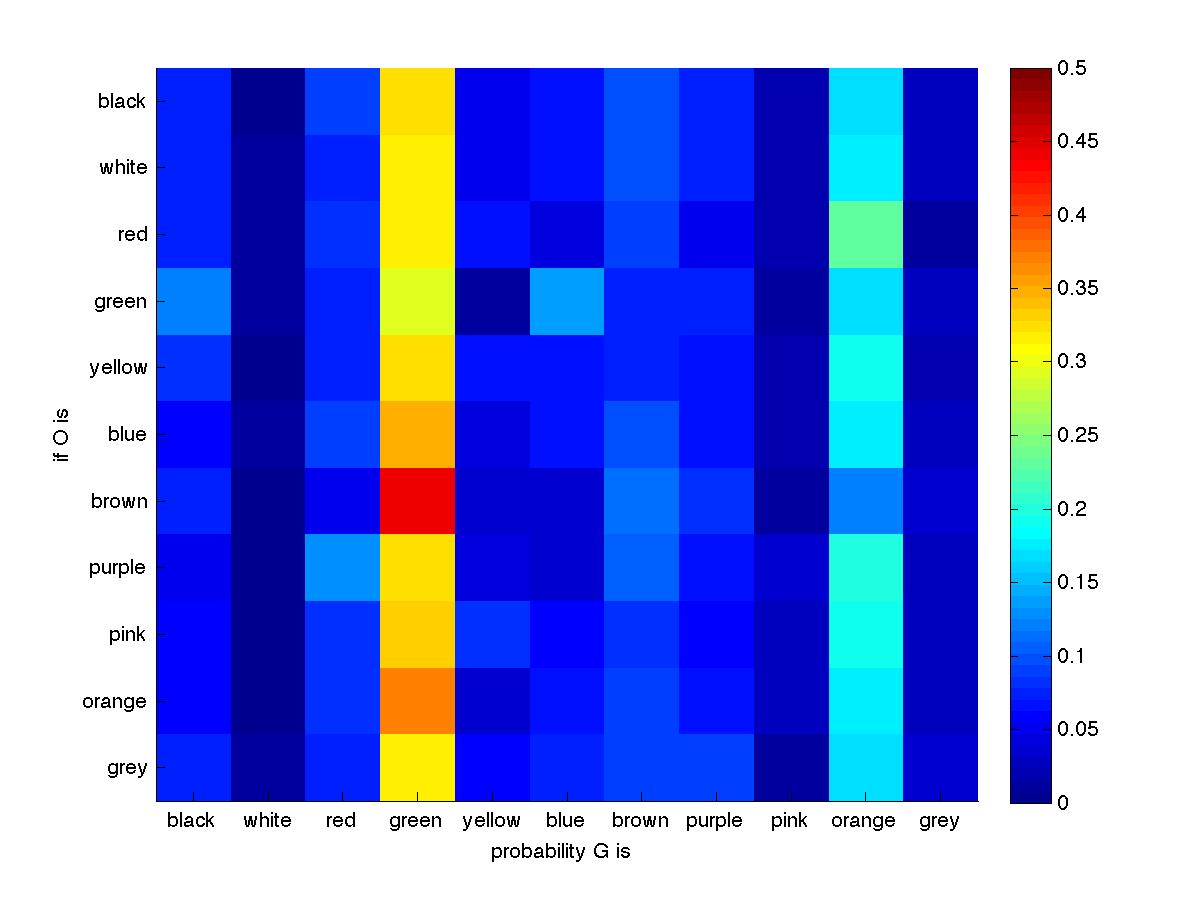 black
white
red
green
yellow
blue
brown
purple
pink
orange
grey
if O is
black white red green yellow blue brown purple pink orange grey
probability G is
0.5
0.45
0.4
0.35
0.3
0.25
0.2
0.15
0.1
0.05
0